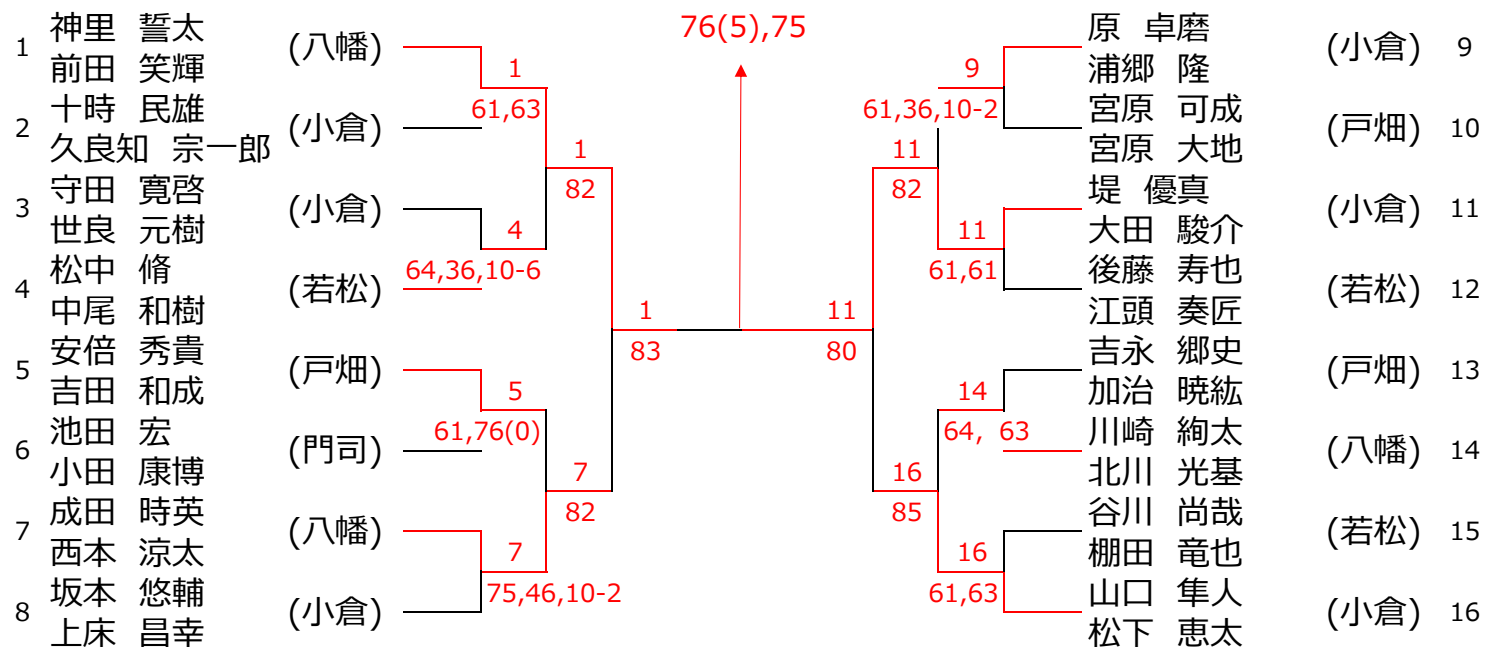 76(5),75
1 神里 誓太 (八幡)
前田 笑輝
2 十時 民雄 (小倉)
久良知 宗一郎
3 守田 寛啓 (小倉)
世良 元樹
4 松中 脩 (若松)
中尾 和樹
5 安倍 秀貴 (戸畑)
吉田 和成
6 池田 宏 (門司)
小田 康博
7 成田 時英 (八幡)
西本 涼太
8 坂本 悠輔 (小倉)
上床 昌幸
1
61,63
4
64,36,10-6
5
61,76(0)
7
75,46,10-2
1
82
7
82
1
83
11
80
11
82
16
85
9
61,36,10-2
11
61,61
14
64, 63
16
61,63
原 卓磨 (小倉) 9
浦郷 隆
宮原 可成 (戸畑) 10
宮原 大地
堤 優真 (小倉) 11
大田 駿介
後藤 寿也 (若松) 12
江頭 奏匠
吉永 郷史 (戸畑) 13
加治 暁紘
川崎 絢太 (八幡) 14
北川 光基
谷川 尚哉 (若松) 15
棚田 竜也
山口 隼人 (小倉) 16
松下 恵太